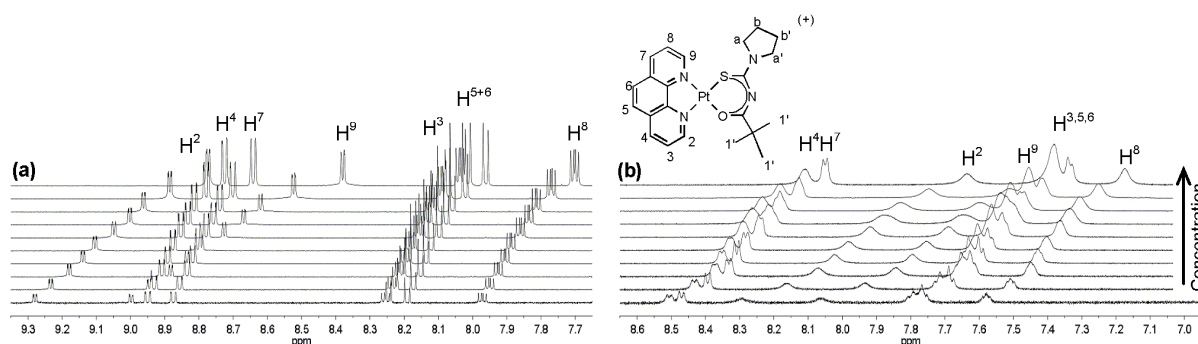 (a)
H2
H4
H7
H9
H3
H5+6
H8
9.3 9.2 9.1 9.0 8.9 8.8 8.7 8.6 8.5 8.4 8.3 8.2 8.1 8.0 7.9 7.8 7.7
ppm
(b)
b (+)
8 a b'
7 9 N a'
6 N S
Pt N
5 N O
4 2 1'
3 1' 1'
H4 H7
H2
H9
H3,5,6
H8
Concentration
8.6 8.5 8.4 8.3 8.2 8.1 8.0 7.9 7.8 7.7 7.6 7.5 7.4 7.3 7.2 7.1 7.0
ppm